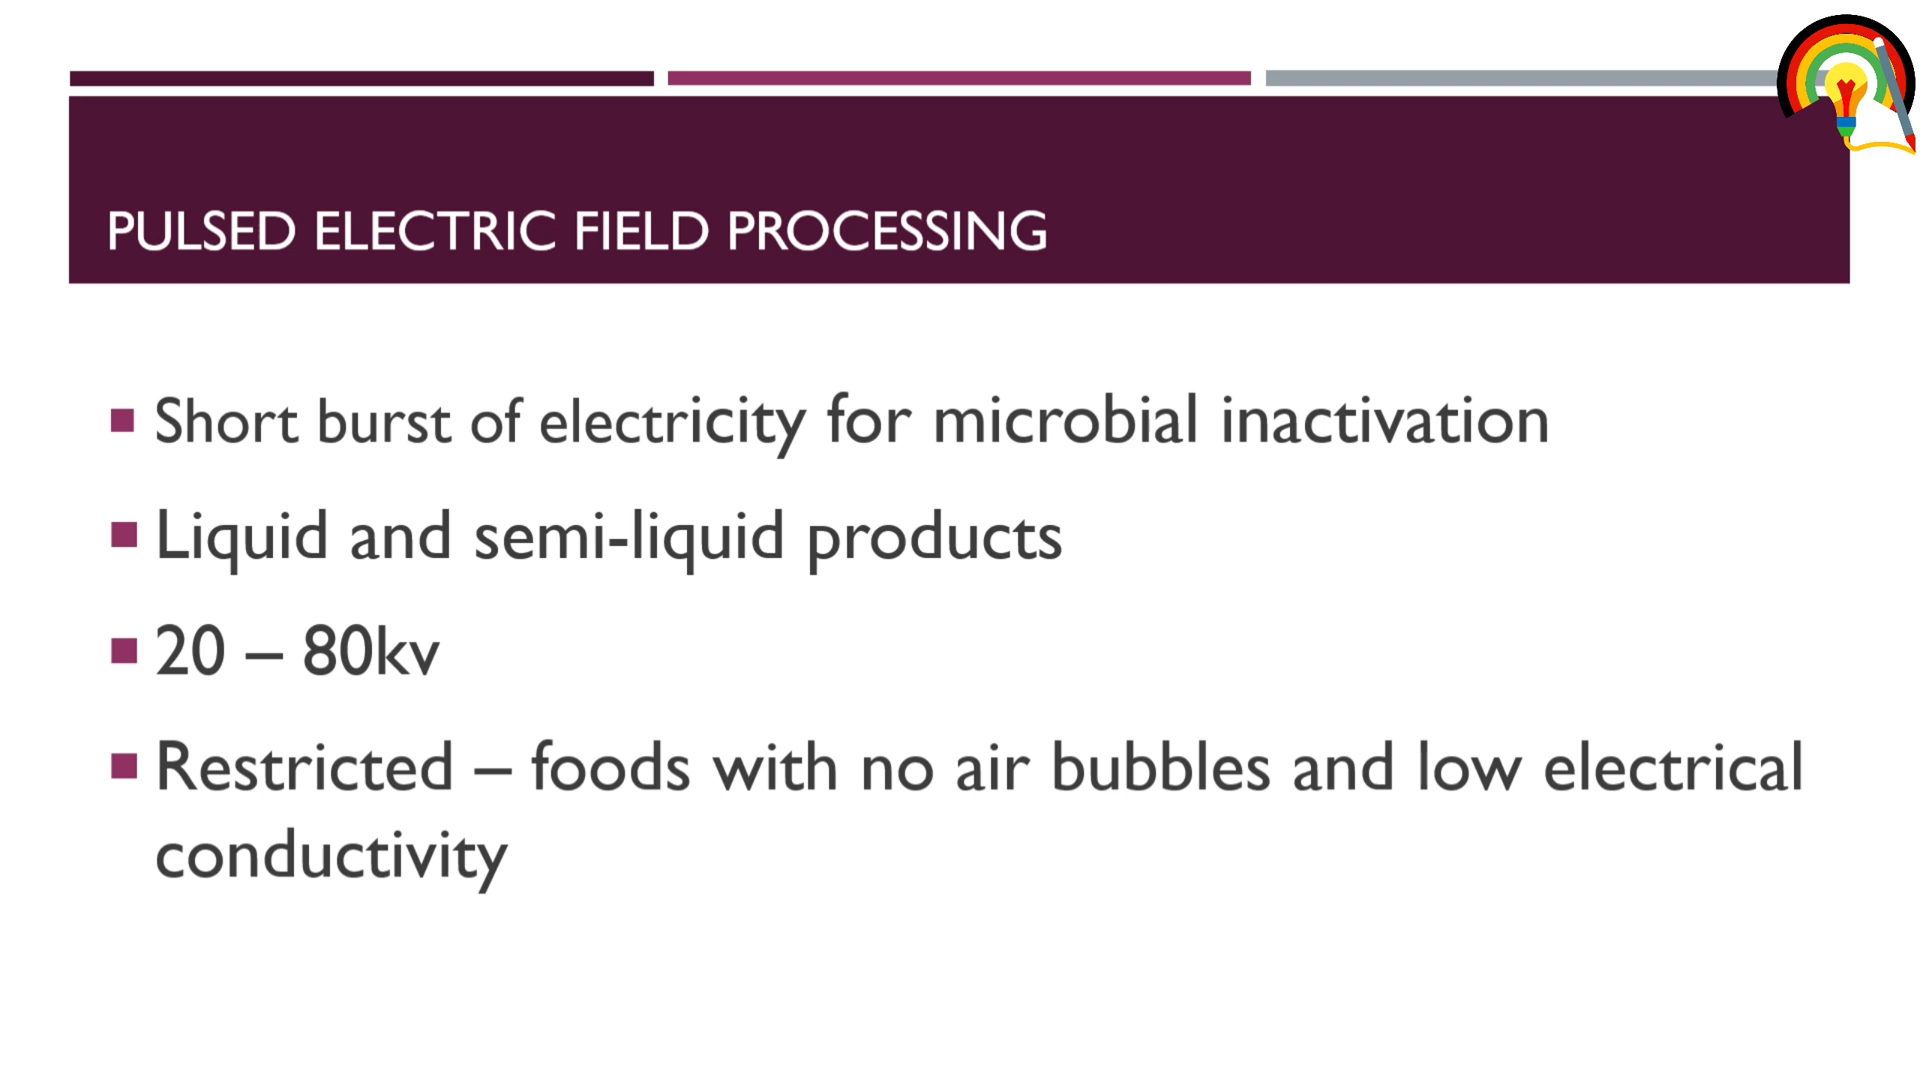 PULSED ELECTRIC FIELD PROCESSING
Short burst of electricity for microbial inactivation
Liquid and semi-liquid products
20 – 80kv
Restricted – foods with no air bubbles and low electrical
conductivity